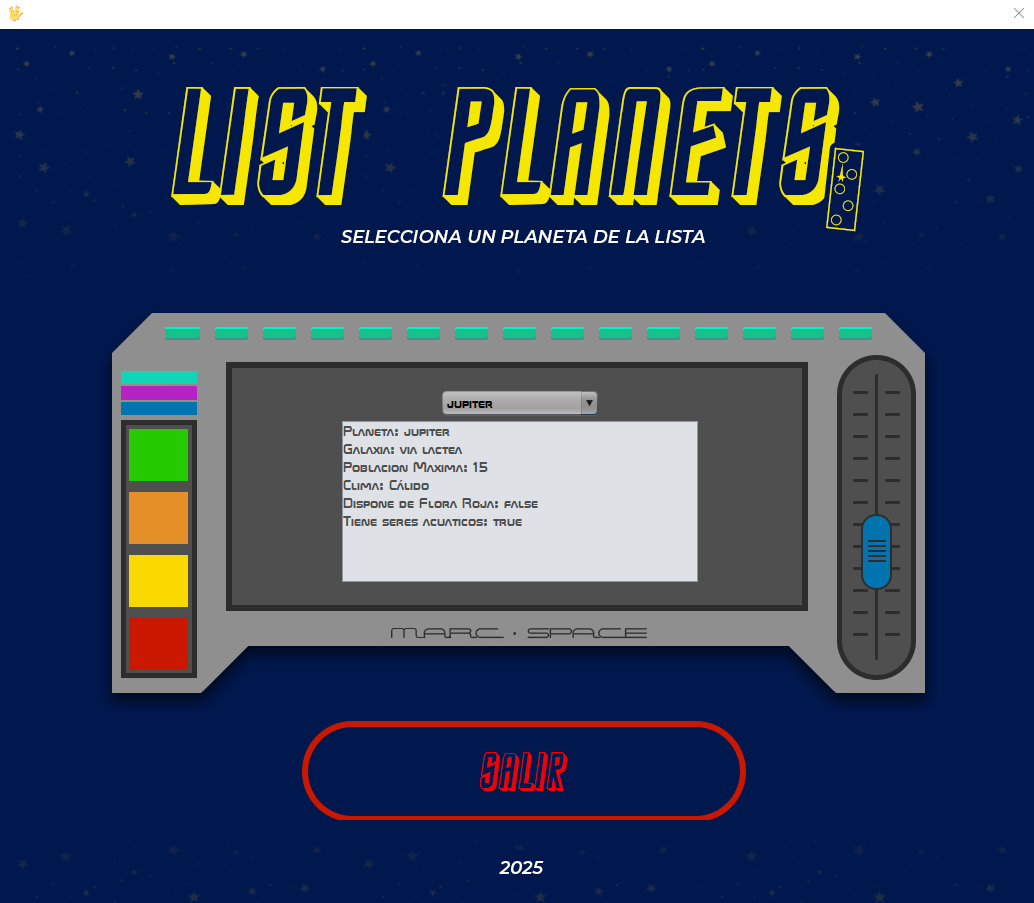 LIST PLANETS
SELECCIONA UN PLANETA DE LA LISTA
JUPITER
Planeta: jupiter
Galaxia: via lactea
Poblacion Maxima: 15
Clima: Cálido
Dispone de Flora Roja: false
Tiene seres acuaticos: true
MARC · SPACE
SALIR
2025